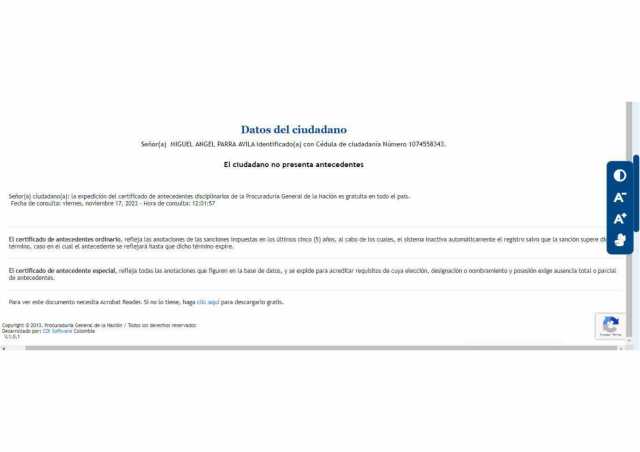 Datos del ciudadano
Señor(a) MIGUEL ANGEL PARRA AVILA identificado(a) con Cédula de ciudadanía Número 1074558343.
El ciudadano no presenta antecedentes
Señor(a) ciudadano(a): la expedición del certificado de antecedentes disciplinarios de la Procuraduría General de la Nación es gratuita en todo el país.
Fecha de consulta: viernes, noviembre 17, 2023 - Hora de consulta: 12:01:57
El certificado de antecedentes ordinario, refleja las anotaciones de las sanciones impuestas en los últimos cinco (5) años, al cabo de los cuales, el sistema inactiva automáticamente el registro salvo que la sanción supere di
término, caso en el cual el antecedente se reflejará hasta que dicho término expire.
El certificado de antecedente especial, refleja todas las anotaciones que figuren en la base de datos, y se expide para acreditar requisitos de cuya elección, designación o nombramiento y posesión exige ausencia total o parcial
de antecedentes.
Para ver este documento necesita Acrobat Reader. Si no lo tiene, haga clic aquí para descargarlo gratis.
Copyright © 2013. Procuraduría General de la Nación / Todos los derechos reservados
Desarrollado por: CDI Software Colombia
V.1.0.1
A-
A+